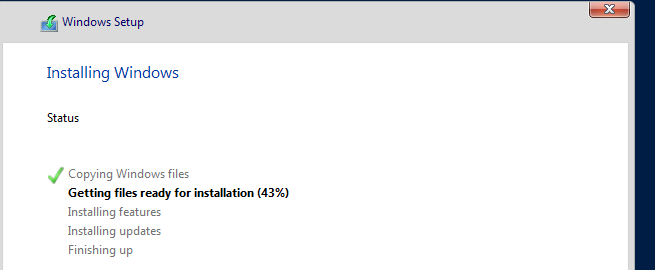 Windows Setup
Installing Windows
Status
Copying Windows files
Getting files ready for installation (43%)
Installing features
Installing updates
Finishing up